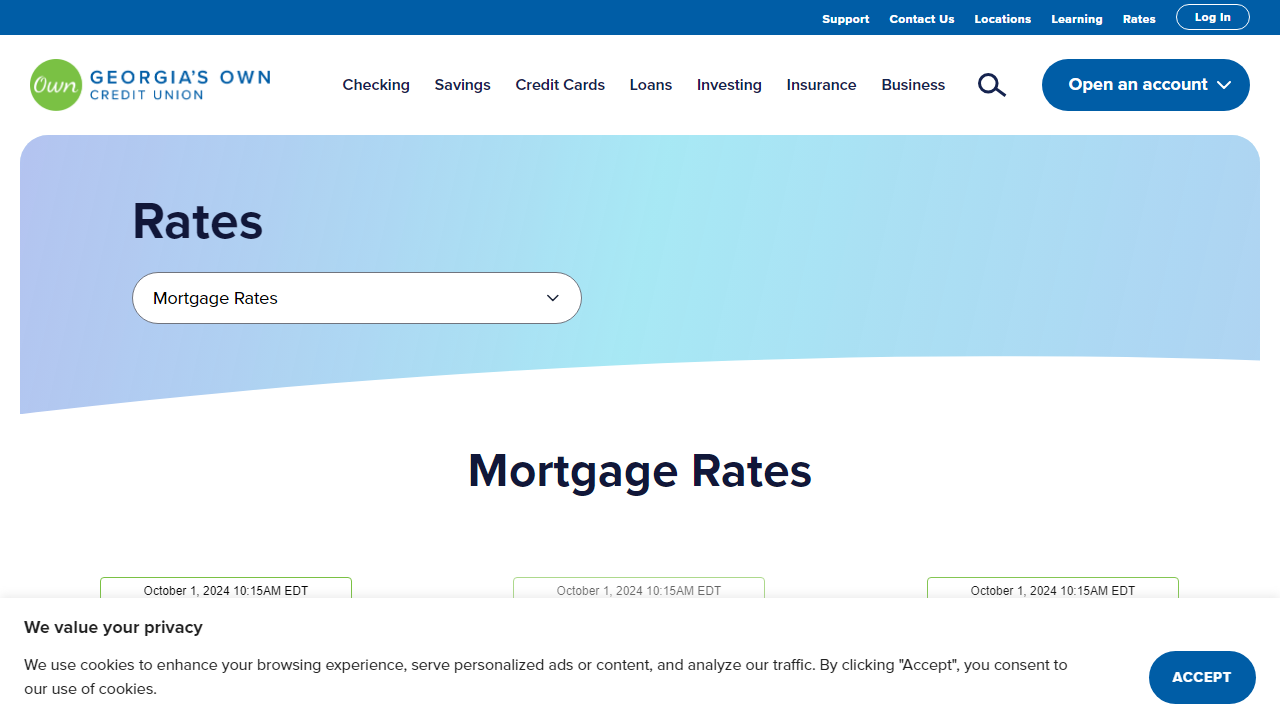 Support Contact Us Locations Learning Rates Log In
Own GEORGIA'S OWN
CREDIT UNION
Checking Savings Credit Cards Loans Investing Insurance Business Open an account
Rates
Mortgage Rates
Mortgage Rates
October 1, 2024 10:15AM EDT October 1, 2024 10:15AM EDT October 1, 2024 10:15AM EDT
We value your privacy
We use cookies to enhance your browsing experience, serve personalized ads or content, and analyze our traffic. By clicking "Accept", you consent to
our use of cookies.
ACCEPT